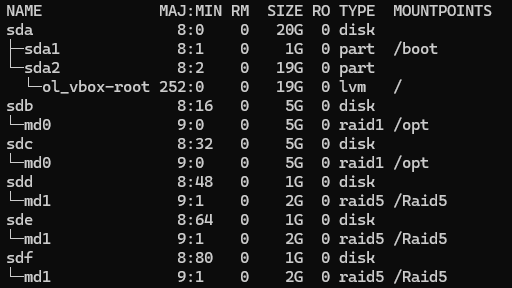 NAME             MAJ:MIN RM  SIZE RO TYPE  MOUNTPOINTS
sda                8:0    0   20G  0 disk
├─sda1             8:1    0    1G  0 part  /boot
└─sda2             8:2    0   19G  0 part
  └─ol_vbox-root 252:0    0   19G  0 lvm   /
sdb                8:16   0    5G  0 disk
└─md0              9:0    0    5G  0 raid1 /opt
sdc                8:32   0    5G  0 disk
└─md0              9:0    0    5G  0 raid1 /opt
sdd                8:48   0    1G  0 disk
└─md1              9:1    0    2G  0 raid5 /Raid5
sde                8:64   0    1G  0 disk
└─md1              9:1    0    2G  0 raid5 /Raid5
sdf                8:80   0    1G  0 disk
└─md1              9:1    0    2G  0 raid5 /Raid5